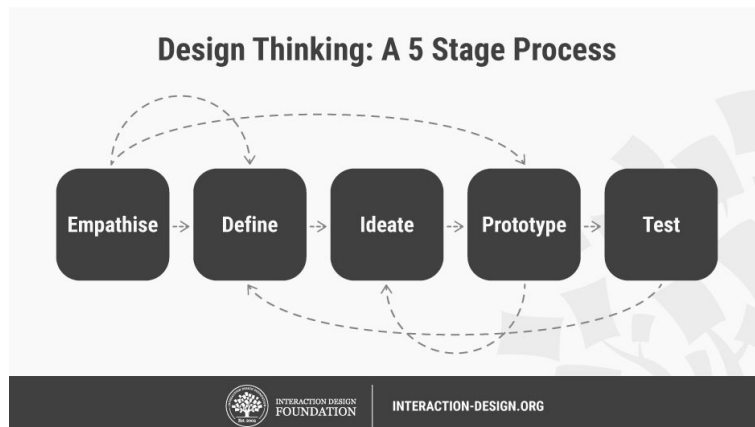 Design Thinking: A 5 Stage Process
Empathise
Define
Ideate
Prototype
Test
INTERACTION DESIGN
FOUNDATION
INTERACTION-DESIGN.ORG